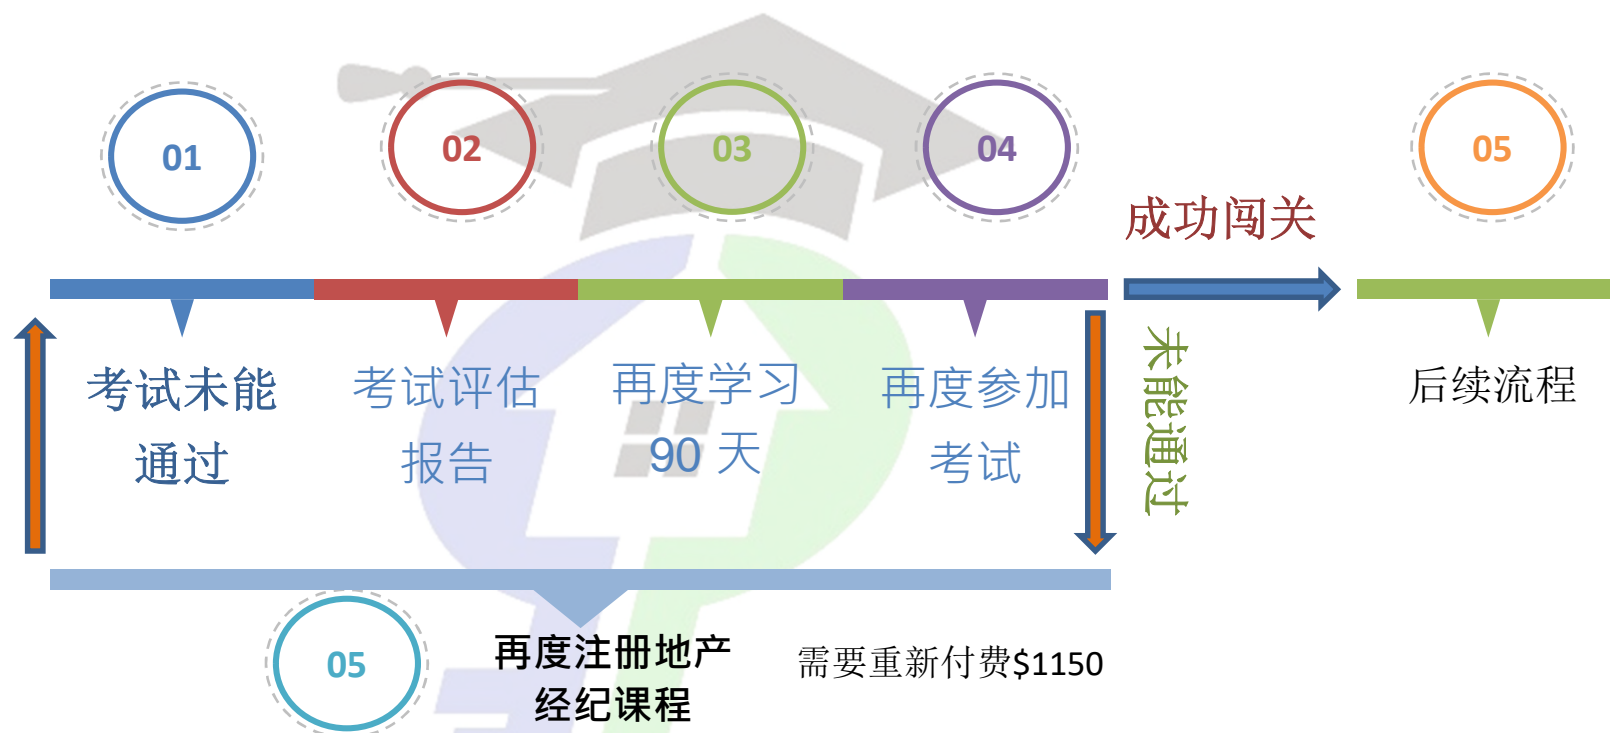 01
02
03
04
05
成功闯关
考试未能
通过
考试评估
报告
再度学习
90 天
再度参加
考试
未能通过
后续流程
05
再度注册地产
经纪课程
需要重新付费$1150